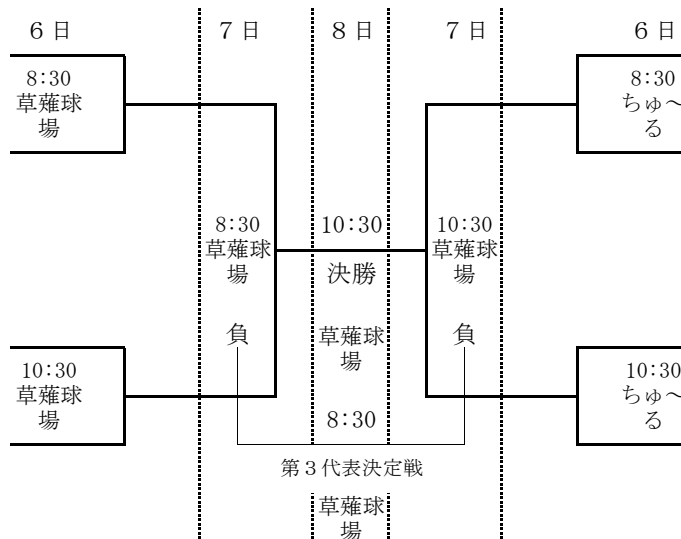 6日
7日
8日
7日
6日
8:30
草薙球
場
8:30
ちゅ～
る
8:30
草薙球
場
10:30
決勝
10:30
草薙球
場
負
草薙球
場
負
10:30
草薙球
場
8:30
10:30
ちゅ～
る
第3代表決定戦
草薙球
場